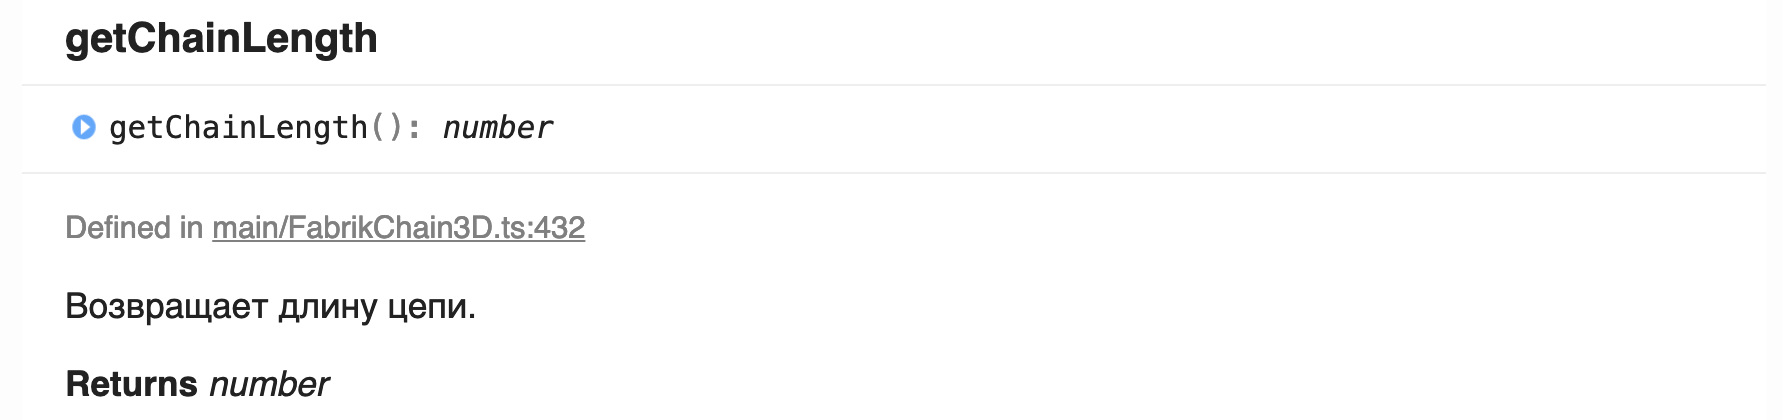 getChainLength
getChainLength(): number
Defined in main/FabrikChain3D.ts:432
Возвращает длину цепи.
Returns number